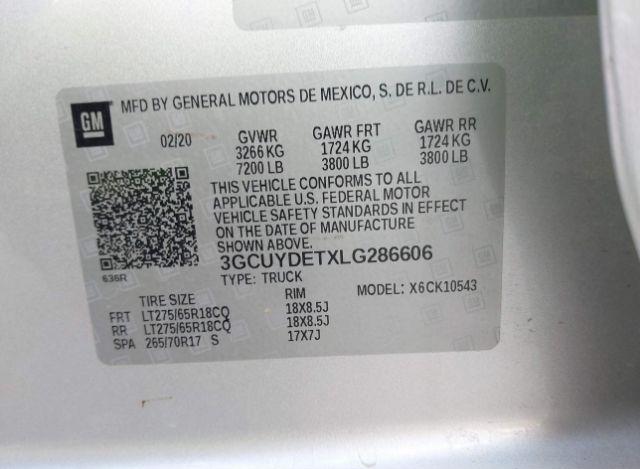 GM
MFD BY GENERAL MOTORS DE MEXICO, S. DE R.L. DE C.V.
02/20 GVWR GAWR FRT GAWR RR
3266 KG 1724 KG 1724 KG
7200 LB 3800 LB 3800 LB
THIS VEHICLE CONFORMS TO ALL
APPLICABLE U.S. FEDERAL MOTOR
VEHICLE SAFETY STANDARDS IN EFFECT
ON THE DATE OF MANUFACTURE
SHOWN ABOVE.
3GCUYDETXLG286606
636R TYPE: TRUCK MODEL: X6CK10543
TIRE SIZE RIM
FRT LT275/65R18CQ 18X8.5J
RR LT275/65R18CQ 18X8.5J
SPA 265/70R17 S 17X7J